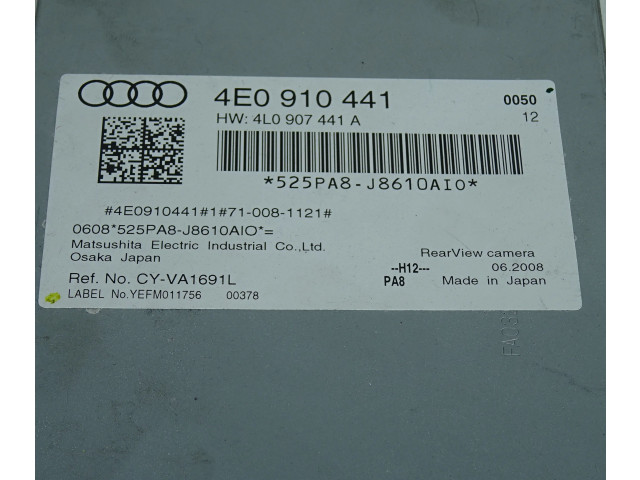 4E0 910 441
0050
HW: 4L0 907 441 A
12
*525PA8-J8610AIO*
#4E0910441#1#71-008-1121#
0608*525PA8-J8610AIO*=
Matsushita Electric Industrial Co.,Ltd.
Osaka Japan
RearView camera
--H12---
06.2008
Ref. No. CY-VA1691L
PA8
Made in Japan
LABEL No.YEFM011756
00378